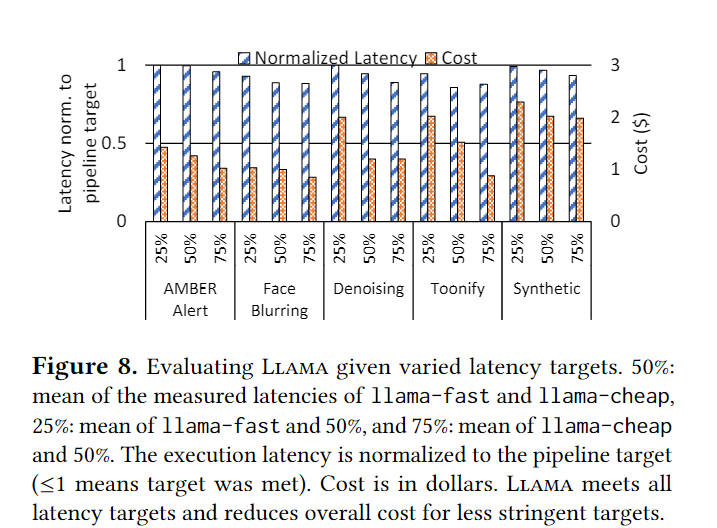 Normalized Latency Cost
Latency norm. to
pipeline target
1
0.5
0
3
2
1
0
Cost ($)
25% 50% 75% 25% 50% 75% 25% 50% 75% 25% 50% 75% 25% 50% 75%
AMBER Alert
Face Blurring
Denoising
Toonify
Synthetic
Figure 8. Evaluating LLAMA given varied latency targets. 50%:
mean of the measured latencies of llama-fast and llama-cheap,
25%: mean of llama-fast and 50%, and 75%: mean of llama-cheap
and 50%. The execution latency is normalized to the pipeline target
(≤1 means target was met). Cost is in dollars. LLAMA meets all
latency targets and reduces overall cost for less stringent targets.